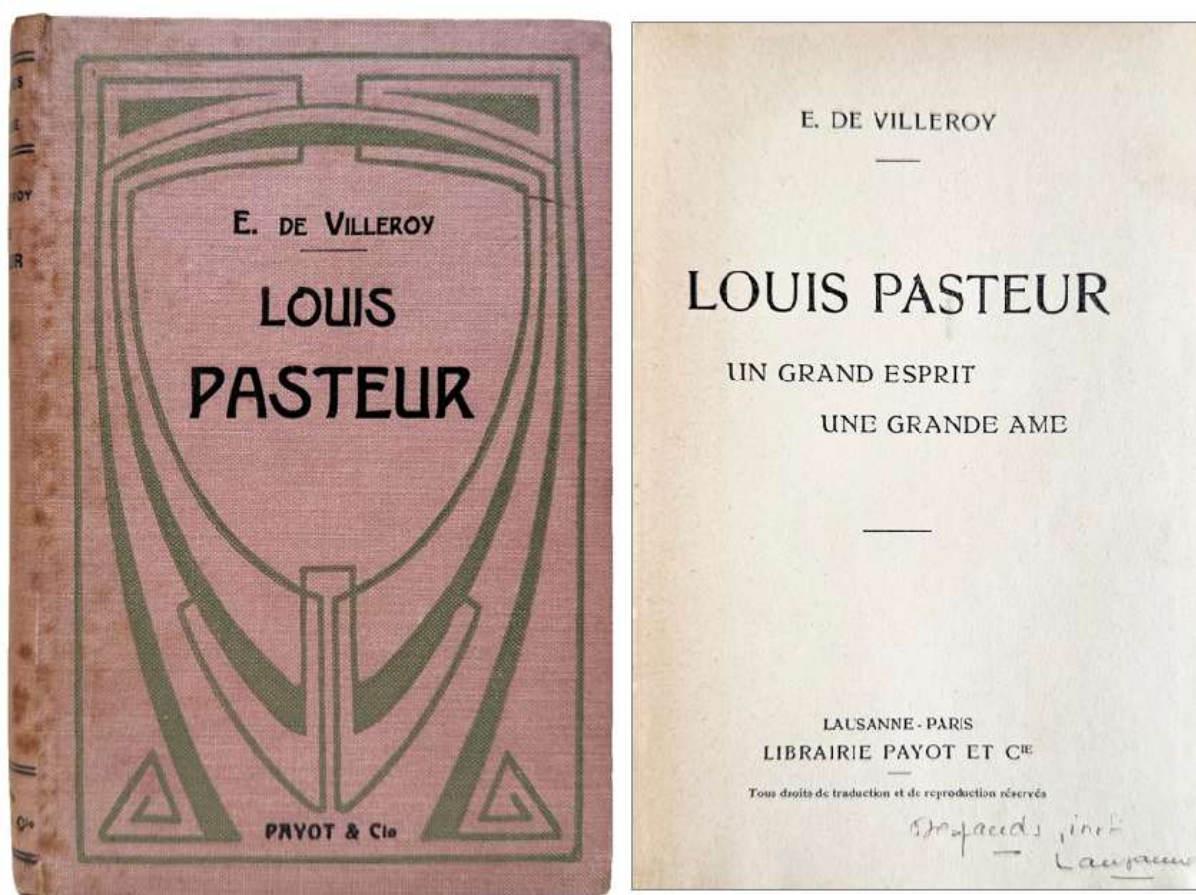 E. DE VILLEROY
LOUIS
PASTEUR
PAYOT & Cie
E. DE VILLEROY
LOUIS PASTEUR
UN GRAND ESPRIT
UNE GRANDE AME
LAUSANNE - PARIS
LIBRAIRIE PAYOT ET CIE
Tous droits de traduction et de reproduction réservés
Lausanne